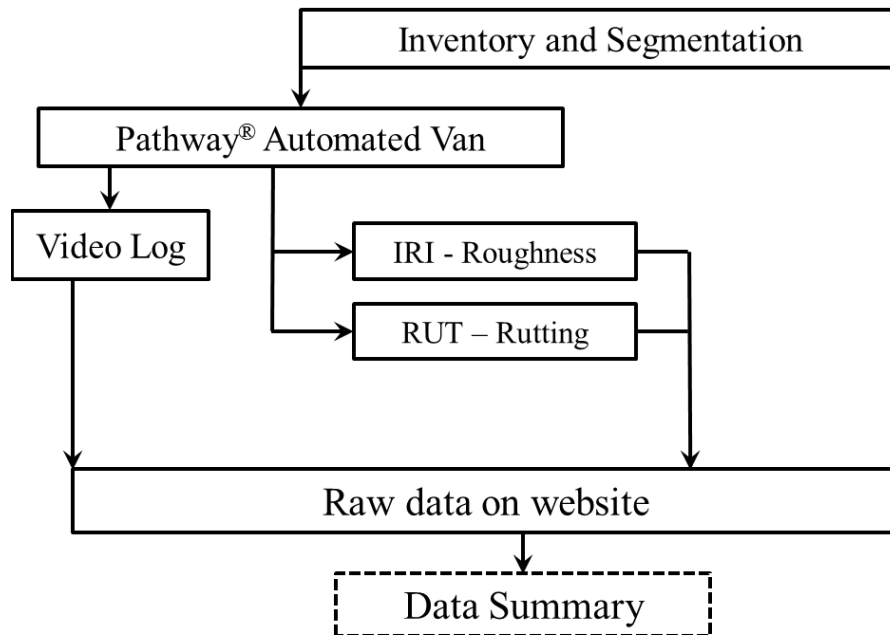 Inventory and Segmentation
Pathway® Automated Van
Video Log
IRI - Roughness
RUT – Rutting
Raw data on website
Data Summary